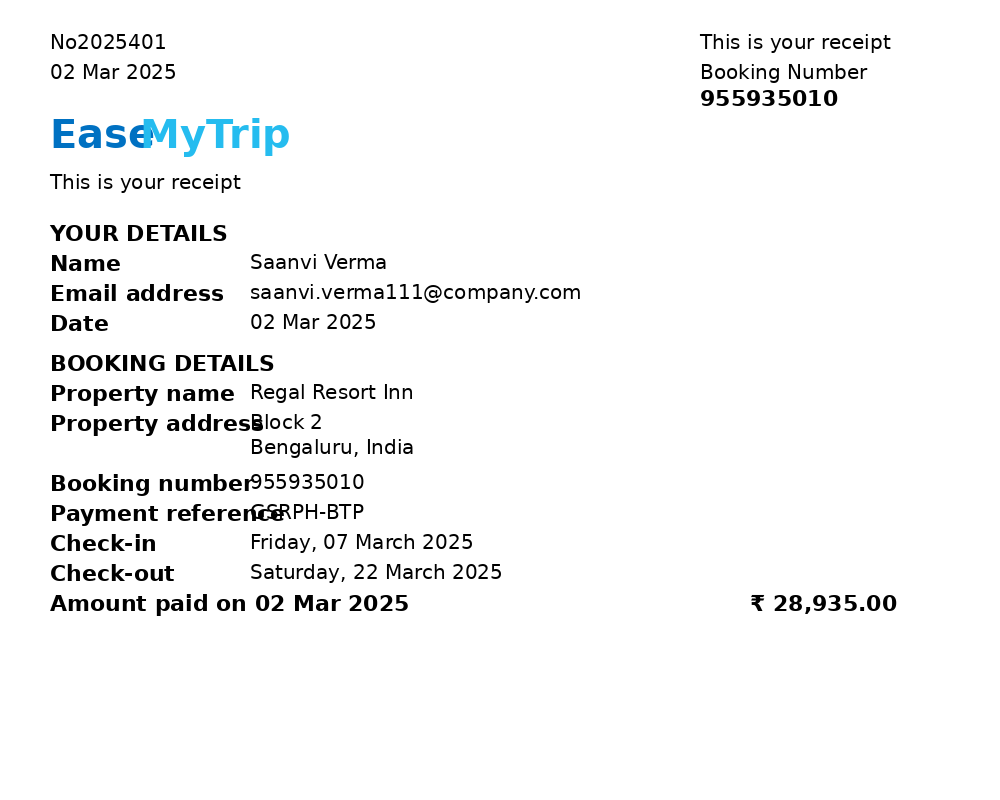 No2025401
This is your receipt
02 Mar 2025
Booking Number
955935010
EaseMyTrip
This is your receipt
YOUR DETAILS
Name Saanvi Verma
Email address saanvi.verma111@company.com
Date 02 Mar 2025
BOOKING DETAILS
Property name Regal Resort Inn
Property address Block 2
Bengaluru, India
Booking number 955935010
Payment reference GSRPH-BTP
Check-in Friday, 07 March 2025
Check-out Saturday, 22 March 2025
Amount paid on 02 Mar 2025 ₹ 28,935.00